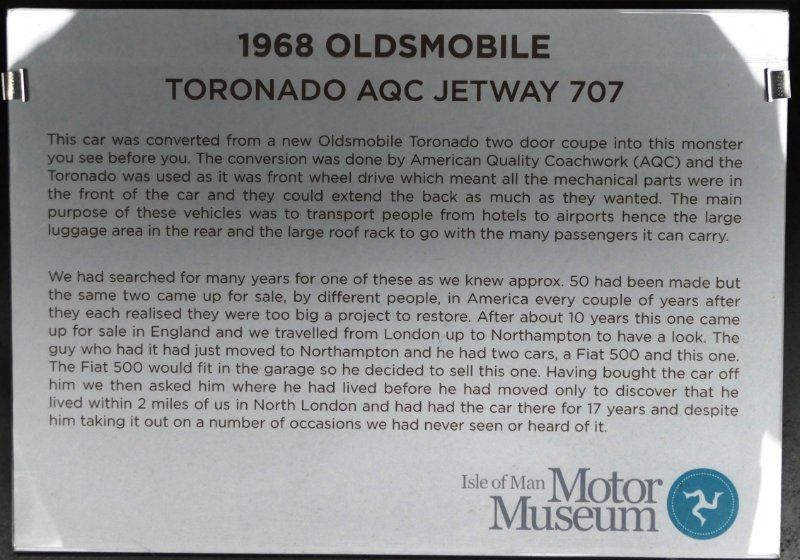 1968 OLDSMOBILE
TORONADO AQC JETWAY 707
This car was converted from a new Oldsmobile Toronado two door coupe into this monster
you see before you. The conversion was done by American Quality Coachwork (AQC) and the
Toronado was used as it was front wheel drive which meant all the mechanical parts were in
the front of the car and they could extend the back as much as they wanted. The main
purpose of these vehicles was to transport people from hotels to airports hence the large
luggage area in the rear and the large roof rack to go with the many passengers it can carry.
We had searched for many years for one of these as we knew approx. 50 had been made but
the same two came up for sale, by different people, in America every couple of years after
they each realised they were too big a project to restore. After about 10 years this one came
up for sale in England and we travelled from London up to Northampton to have a look. The
guy who had it had just moved to Northampton and he had two cars, a Fiat 500 and this one.
The Fiat 500 would fit in the garage so he decided to sell this one. Having bought the car off
him we then asked him where he had lived before he had moved only to discover that he
lived within 2 miles of us in North London and had had the car there for 17 years and despite
him taking it out on a number of occasions we had never seen or heard of it.
Isle of Man Motor
Museum